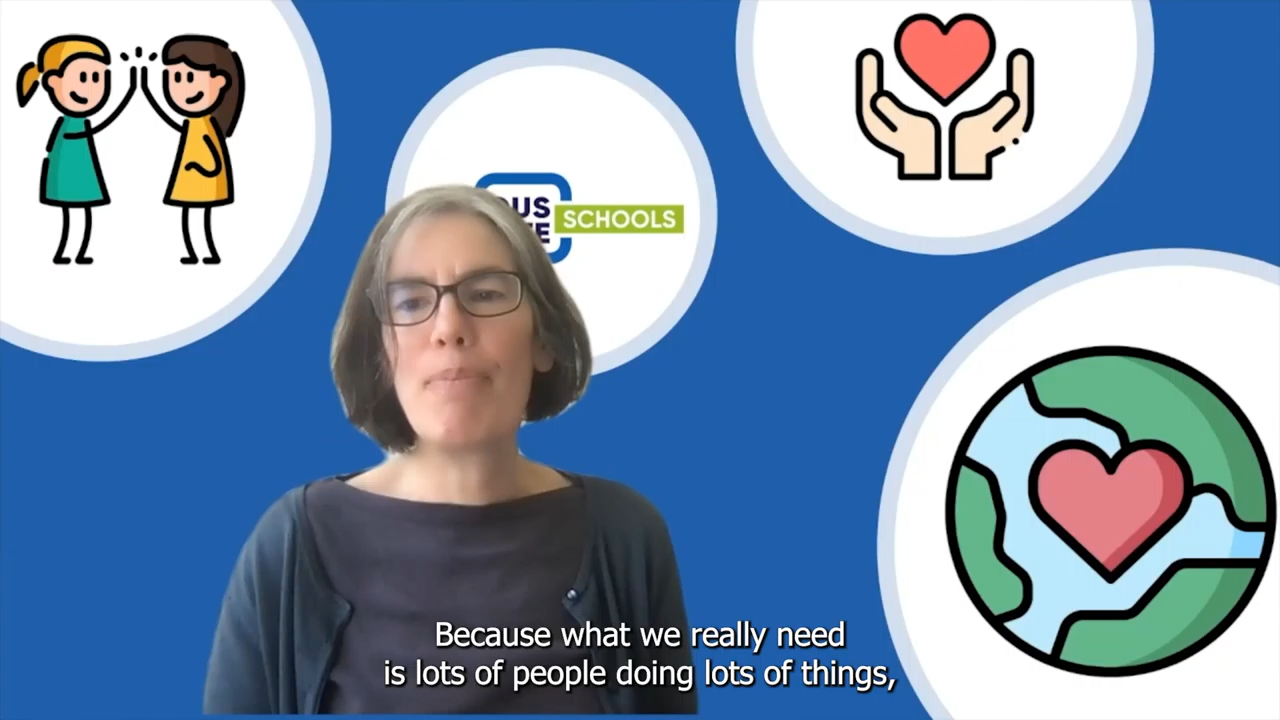 SCHOOLS
Because what we really need
is lots of people doing lots of things,